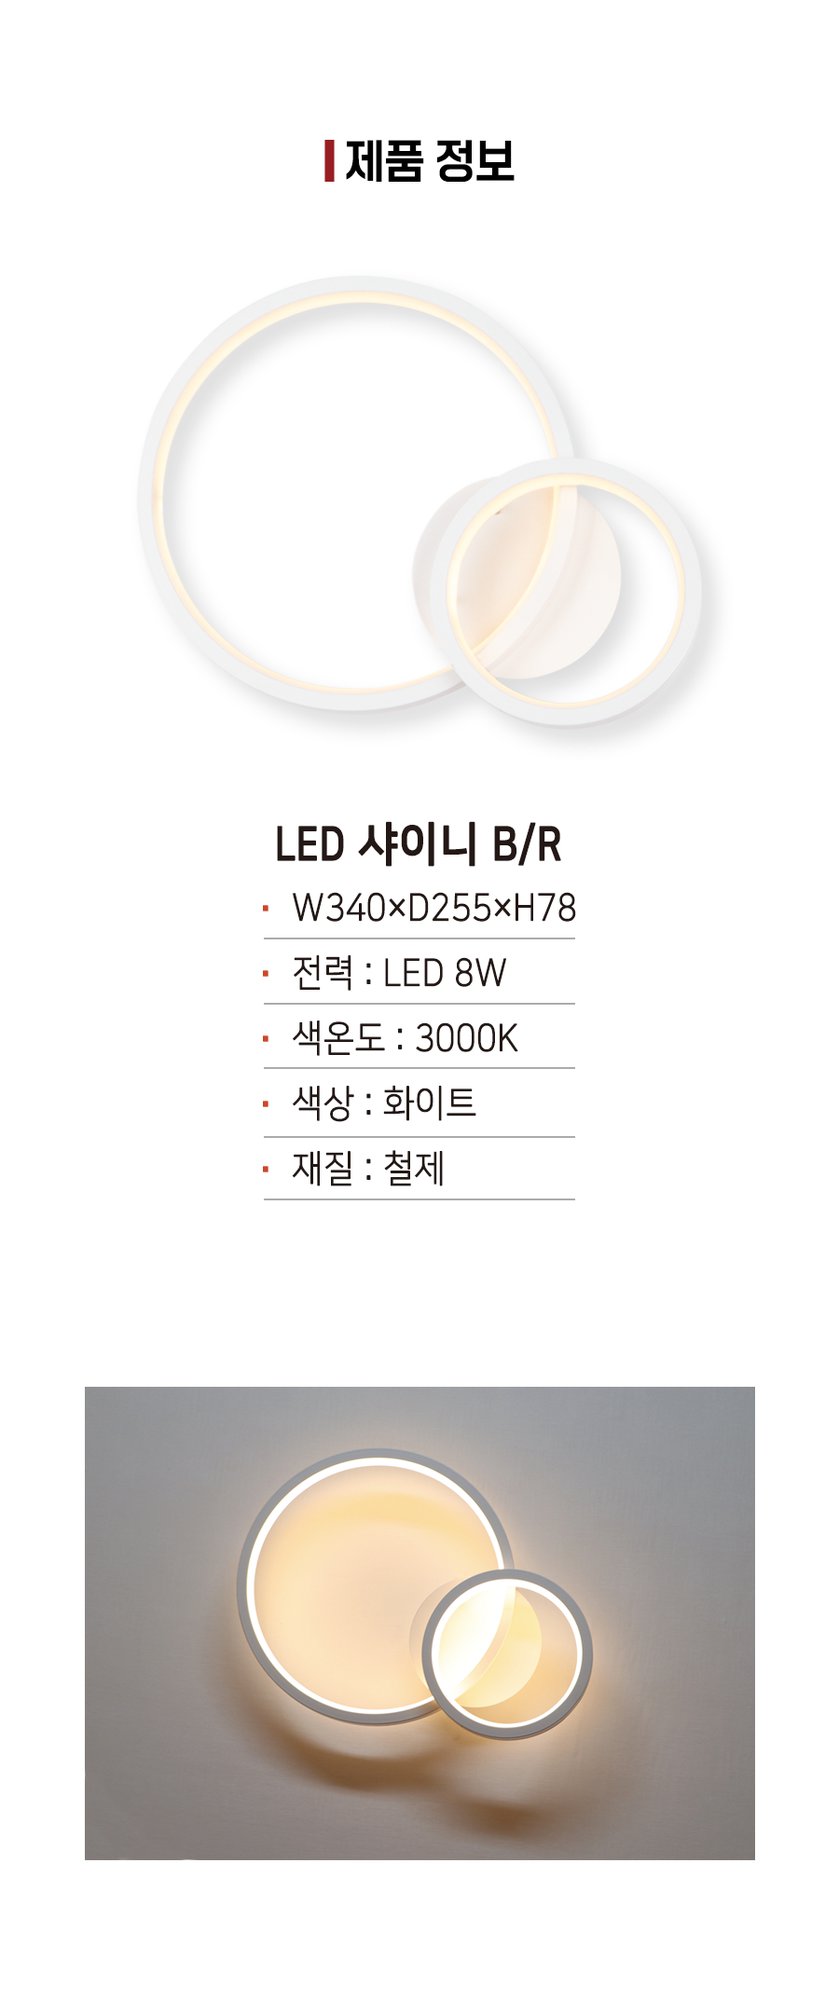 제품 정보
LED 샤이니 B/R
· W340×D255×H78
· 전력 : LED 8W
· 색온도 : 3000K
· 색상 : 화이트
· 재질 : 철제